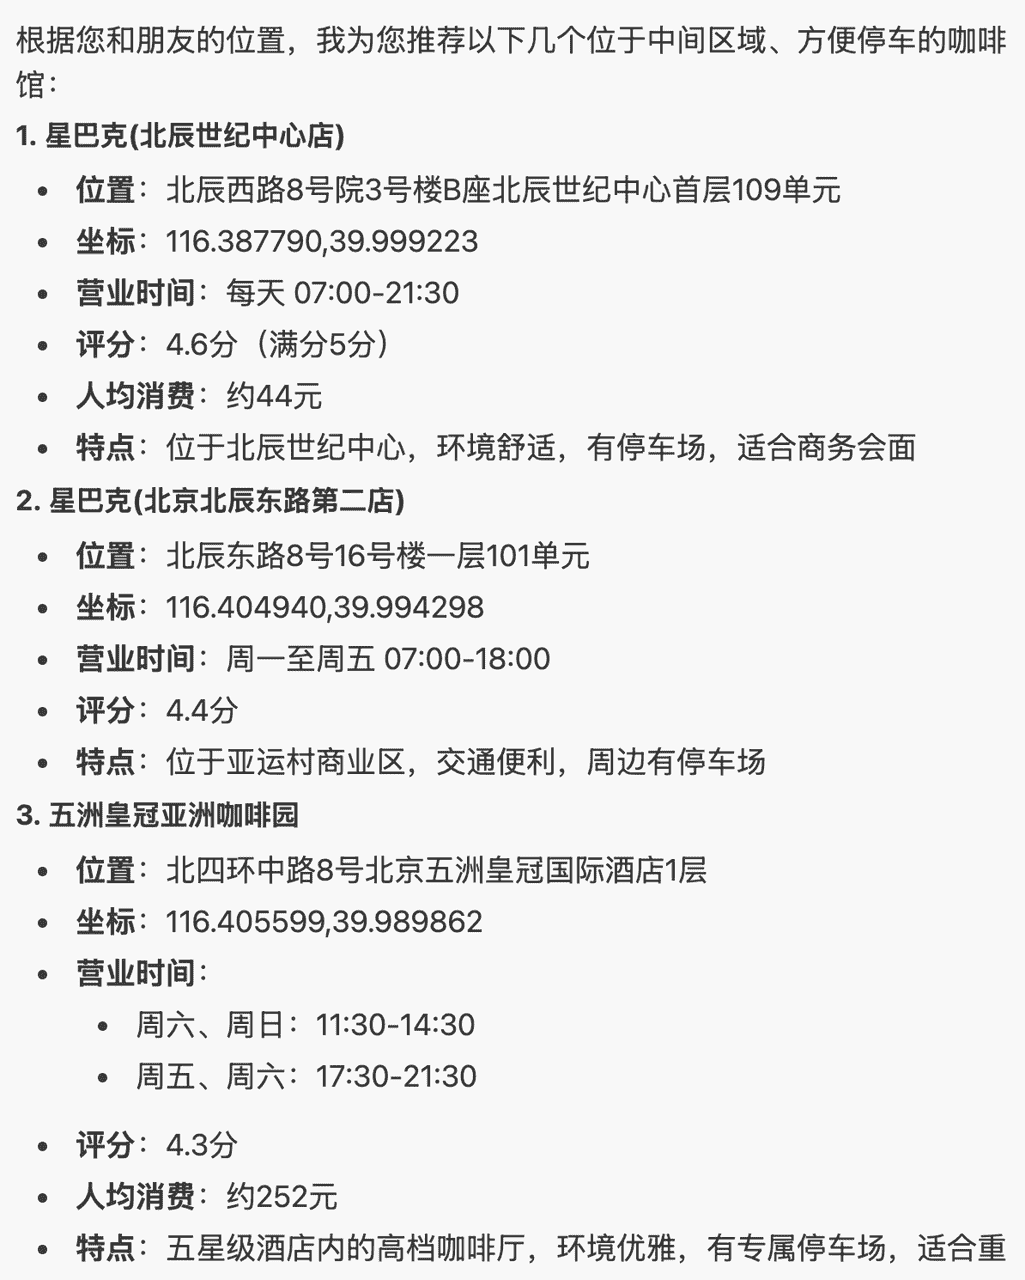 根据您和朋友的位置，我为您推荐以下几个位于中间区域、方便停车的咖啡
馆：
1. 星巴克(北辰世纪中心店)
• 位置：北辰西路8号院3号楼B座北辰世纪中心首层109单元
• 坐标：116.387790,39.999223
• 营业时间：每天 07:00-21:30
• 评分：4.6分（满分5分）
• 人均消费：约44元
• 特点：位于北辰世纪中心，环境舒适，有停车场，适合商务会面
2. 星巴克(北京北辰东路第二店)
• 位置：北辰东路8号16号楼一层101单元
• 坐标：116.404940,39.994298
• 营业时间：周一至周五 07:00-18:00
• 评分：4.4分
• 特点：位于亚运村商业区，交通便利，周边有停车场
3. 五洲皇冠亚洲咖啡园
• 位置：北四环中路8号北京五洲皇冠国际酒店1层
• 坐标：116.405599,39.989862
• 营业时间：
• 周六、周日：11:30-14:30
• 周五、周六：17:30-21:30
• 评分：4.3分
• 人均消费：约252元
• 特点：五星级酒店内的高档咖啡厅，环境优雅，有专属停车场，适合重